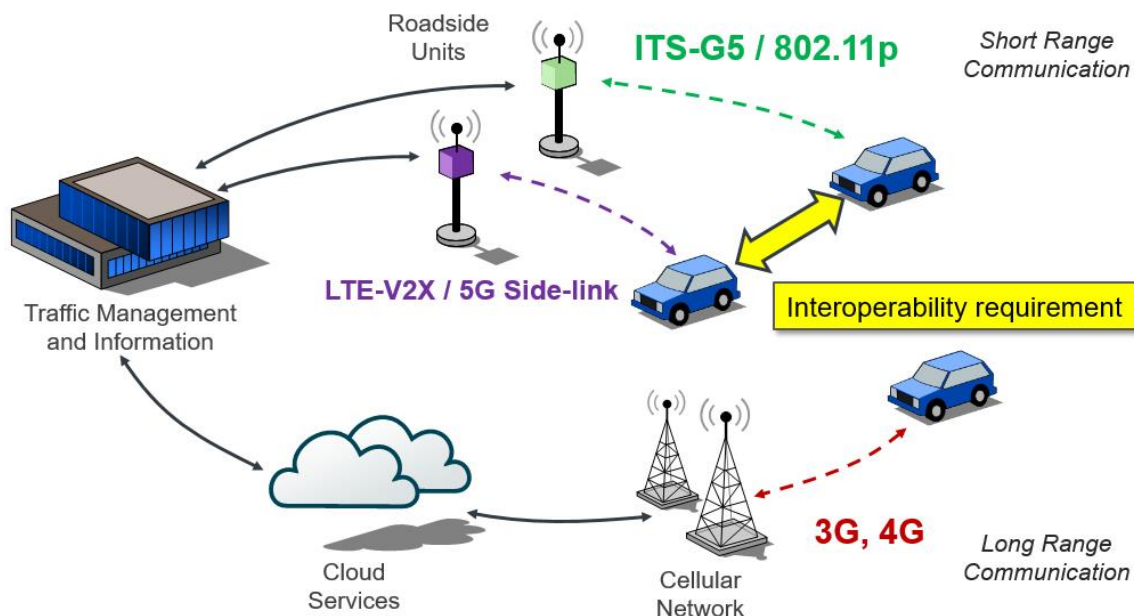 Roadside
Units
ITS-G5 / 802.11p
Short Range
Communication
LTE-V2X / 5G Side-link
Interoperability requirement
Traffic Management
and Information
3G, 4G
Cloud
Services
Cellular
Network
Long Range
Communication